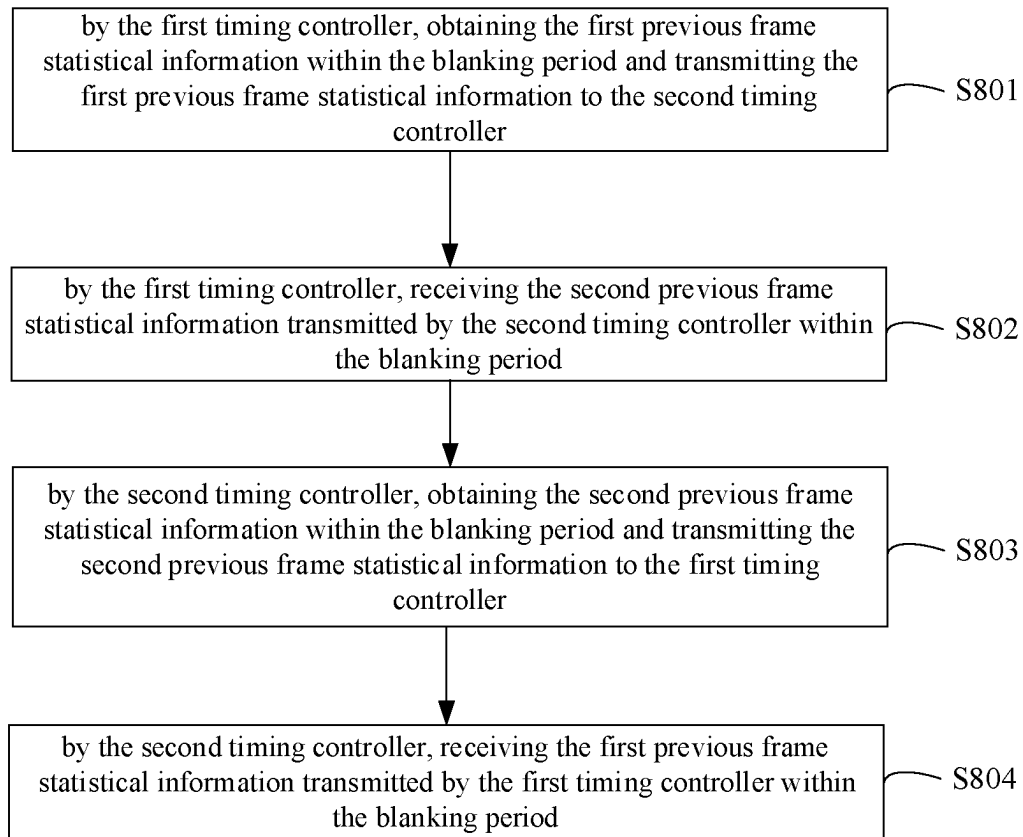 by the first timing controller, obtaining the first previous frame
statistical information within the blanking period and transmitting the
first previous frame statistical information to the second timing
controller
S801
by the first timing controller, receiving the second previous frame
statistical information transmitted by the second timing controller within
the blanking period
S802
by the second timing controller, obtaining the second previous frame
statistical information within the blanking period and transmitting the
second previous frame statistical information to the first timing
controller
S803
by the second timing controller, receiving the first previous frame
statistical information transmitted by the first timing controller within
the blanking period
S804